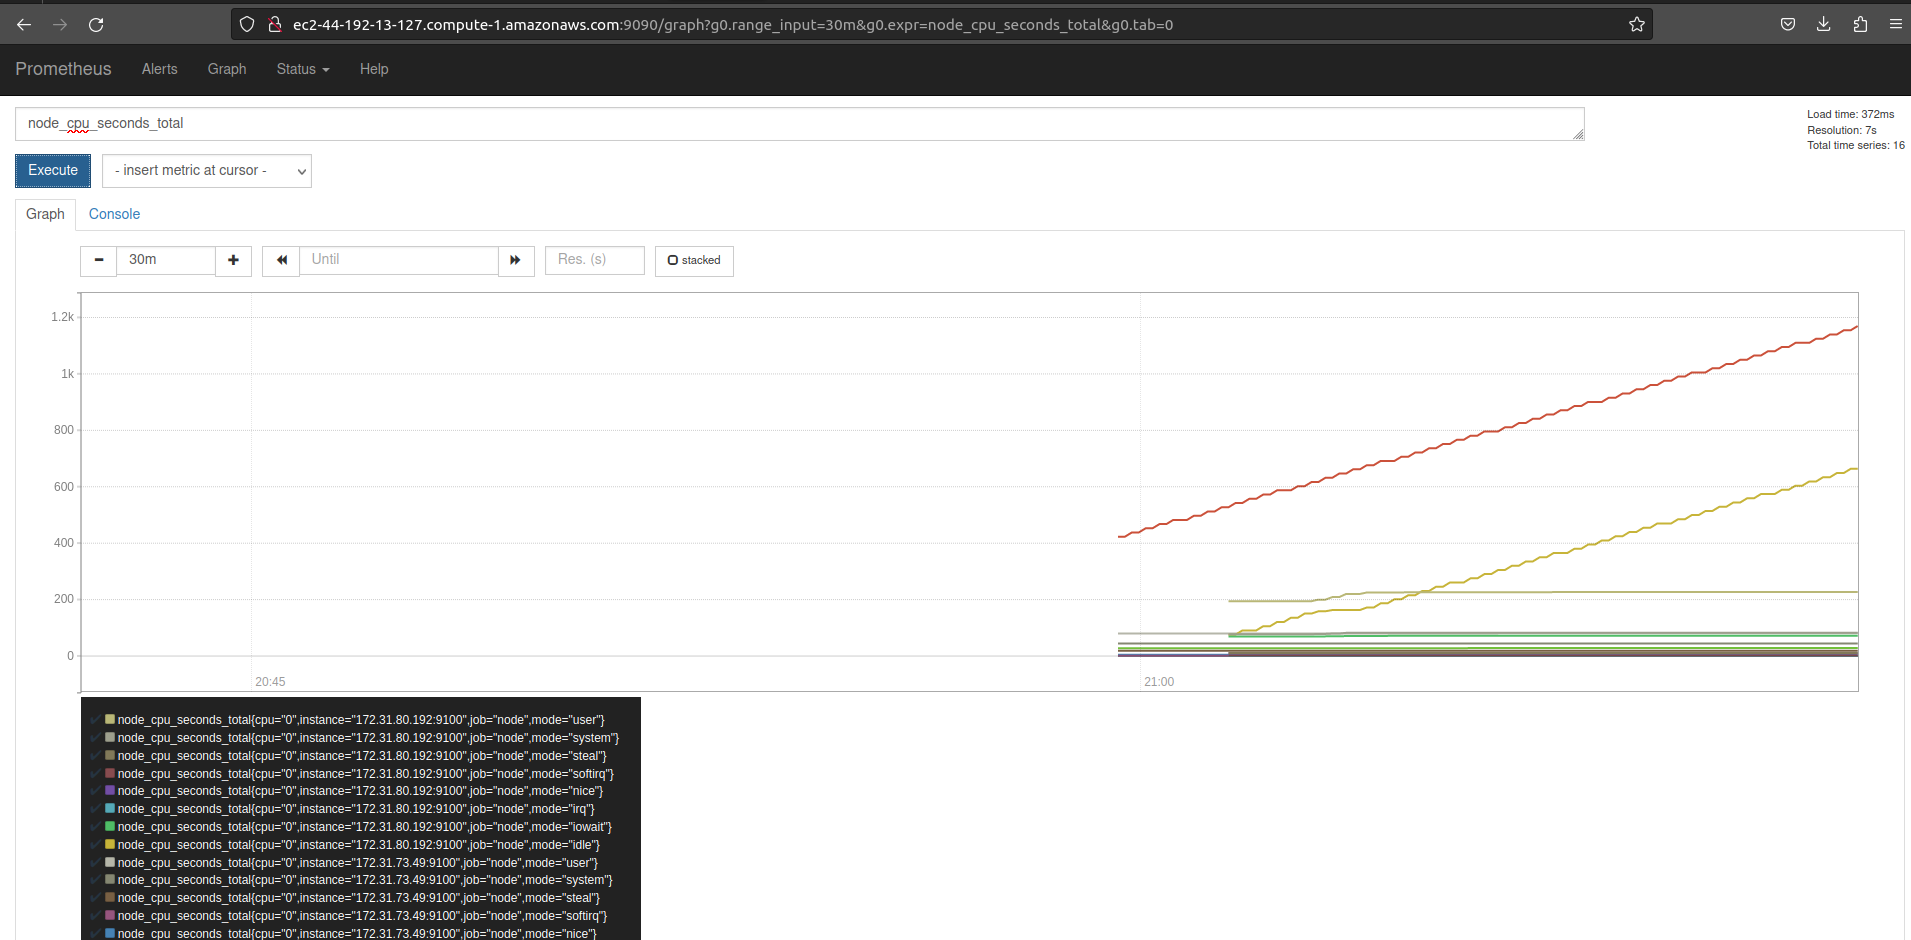 ec2-44-192-13-127.compute-1.amazonaws.com:9090/graph?g0.range_input=30m&g0.expr=node_cpu_seconds_total&g0.tab=0
Prometheus Alerts Graph Status Help
node_cpu_seconds_total
Load time: 372ms
Resolution: 7s
Total time series: 16
Execute - insert metric at cursor -
Graph Console
30m Until Res. (s) stacked
1.2k
1k
800
600
400
200
0
20:45 21:00
node_cpu_seconds_total{cpu="0",instance="172.31.80.192:9100",job="node",mode="user"}
node_cpu_seconds_total{cpu="0",instance="172.31.80.192:9100",job="node",mode="system"}
node_cpu_seconds_total{cpu="0",instance="172.31.80.192:9100",job="node",mode="steal"}
node_cpu_seconds_total{cpu="0",instance="172.31.80.192:9100",job="node",mode="softirq"}
node_cpu_seconds_total{cpu="0",instance="172.31.80.192:9100",job="node",mode="nice"}
node_cpu_seconds_total{cpu="0",instance="172.31.80.192:9100",job="node",mode="irq"}
node_cpu_seconds_total{cpu="0",instance="172.31.80.192:9100",job="node",mode="iowait"}
node_cpu_seconds_total{cpu="0",instance="172.31.80.192:9100",job="node",mode="idle"}
node_cpu_seconds_total{cpu="0",instance="172.31.73.49:9100",job="node",mode="user"}
node_cpu_seconds_total{cpu="0",instance="172.31.73.49:9100",job="node",mode="system"}
node_cpu_seconds_total{cpu="0",instance="172.31.73.49:9100",job="node",mode="steal"}
node_cpu_seconds_total{cpu="0",instance="172.31.73.49:9100",job="node",mode="softirq"}
node_cpu_seconds_total{cpu="0",instance="172.31.73.49:9100",job="node",mode="nice"}